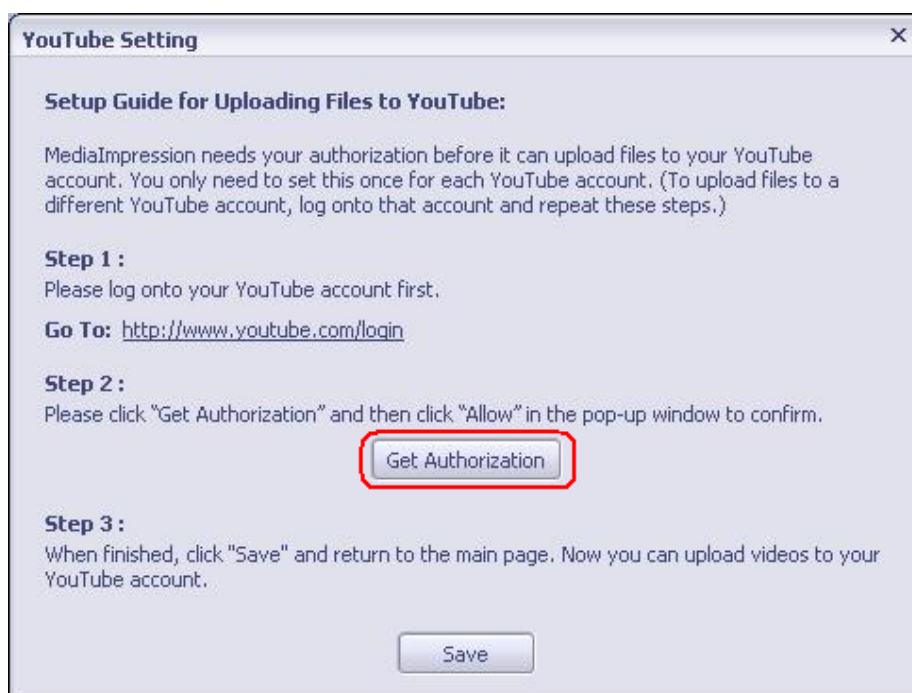 YouTube Setting
Setup Guide for Uploading Files to YouTube:
MediaImpression needs your authorization before it can upload files to your YouTube
account. You only need to set this once for each YouTube account. (To upload files to a
different YouTube account, log onto that account and repeat these steps.)
Step 1 :
Please log onto your YouTube account first.
Go To: http://www.youtube.com/login
Step 2 :
Please click “Get Authorization” and then click “Allow” in the pop-up window to confirm.
Get Authorization
Step 3 :
When finished, click "Save" and return to the main page. Now you can upload videos to your
YouTube account.
Save